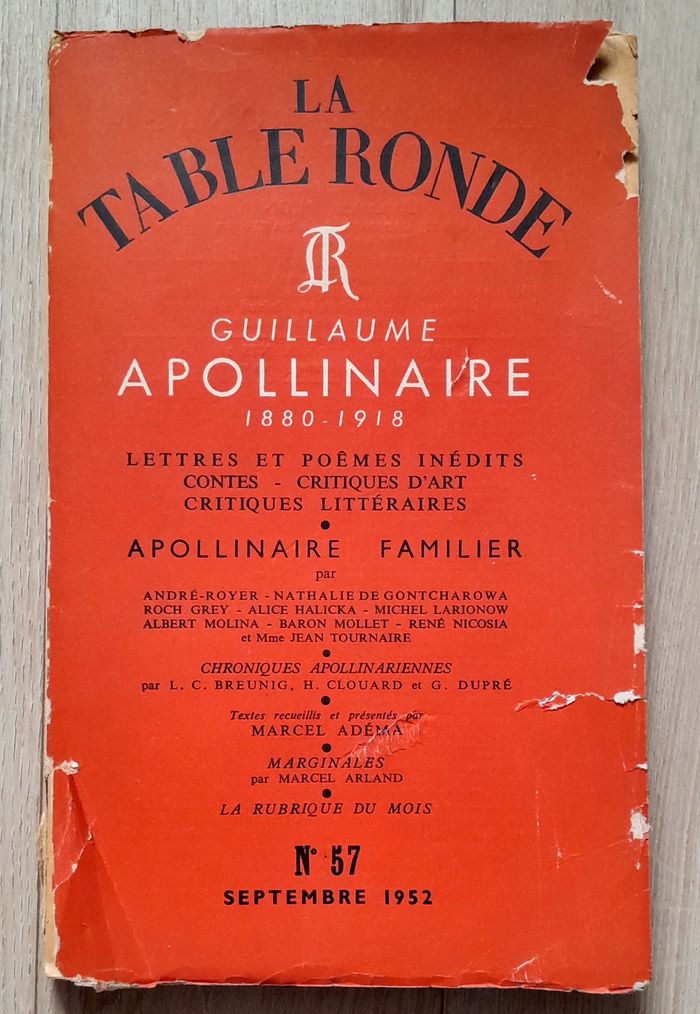 LA
TABLE RONDE
TR
GUILLAUME
APOLLINAIRE
1880-1918
LETTRES ET POÊMES INÉDITS
CONTES - CRITIQUES D'ART
CRITIQUES LITTÉRAIRES
●
APOLLINAIRE FAMILIER
par
ANDRÉ-ROYER - NATHALIE DE GONTCHAROWA
ROCH GREY - ALICE HALICKA - MICHEL LARIONOW
ALBERT MOLINA - BARON MOLLET - RENÉ NICOSIA
et Mme JEAN TOURNAIRE
●
CHRONIQUES APOLLINARIENNES
par L. C. BREUNIG, H. CLOUARD et G. DUPRÉ
●
Textes recueillis et présentés par
MARCEL ADÉMA
●
MARGINALES
par MARCEL ARLAND
●
LA RUBRIQUE DU MOIS
N° 57
SEPTEMBRE 1952